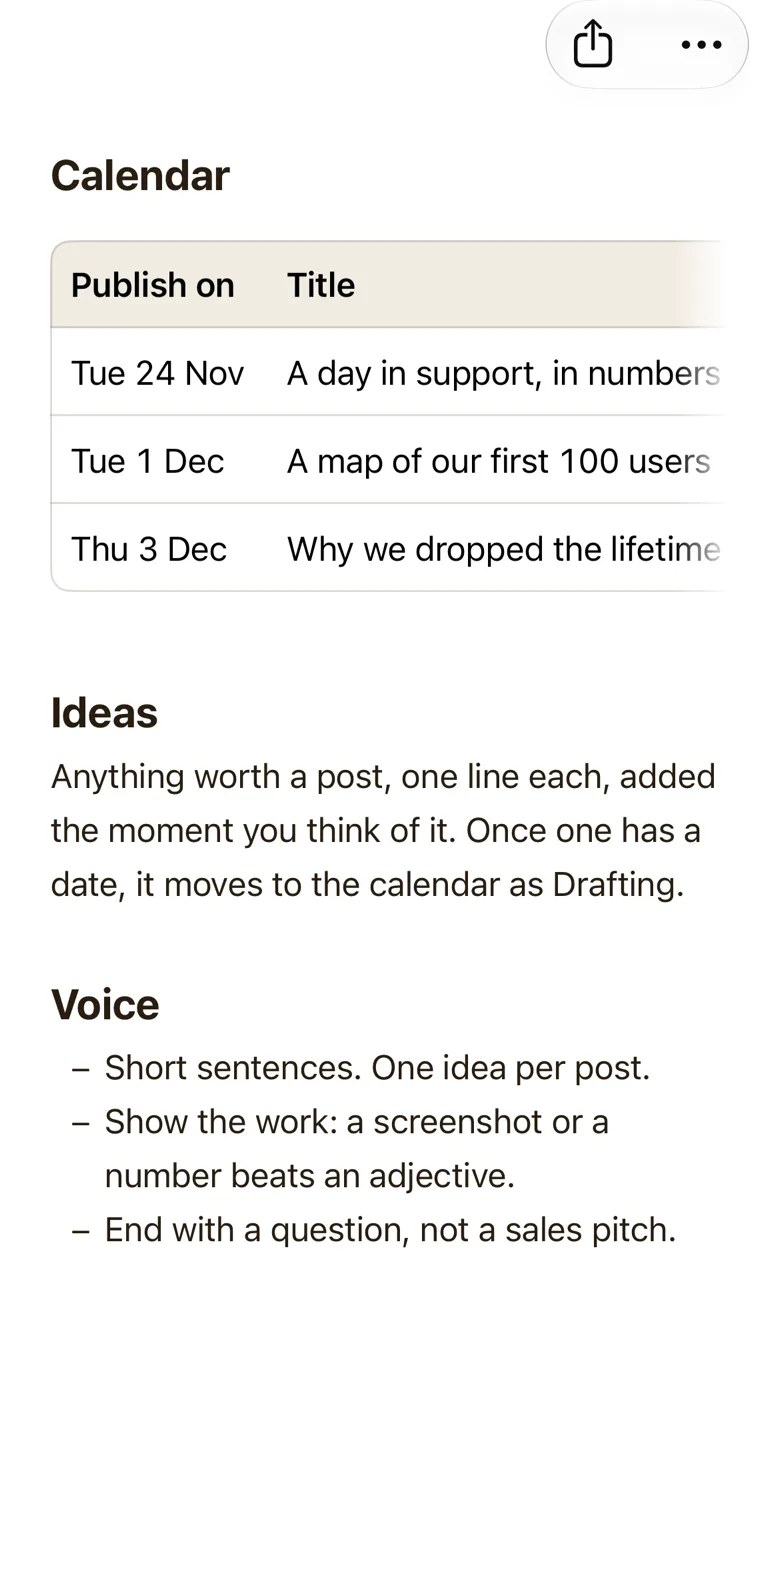 Calendar
Publish on Title
Tue 24 Nov A day in support, in numbers
Tue 1 Dec A map of our first 100 users
Thu 3 Dec Why we dropped the lifetime
Ideas
Anything worth a post, one line each, added
the moment you think of it. Once one has a
date, it moves to the calendar as Drafting.
Voice
– Short sentences. One idea per post.
– Show the work: a screenshot or a
number beats an adjective.
– End with a question, not a sales pitch.